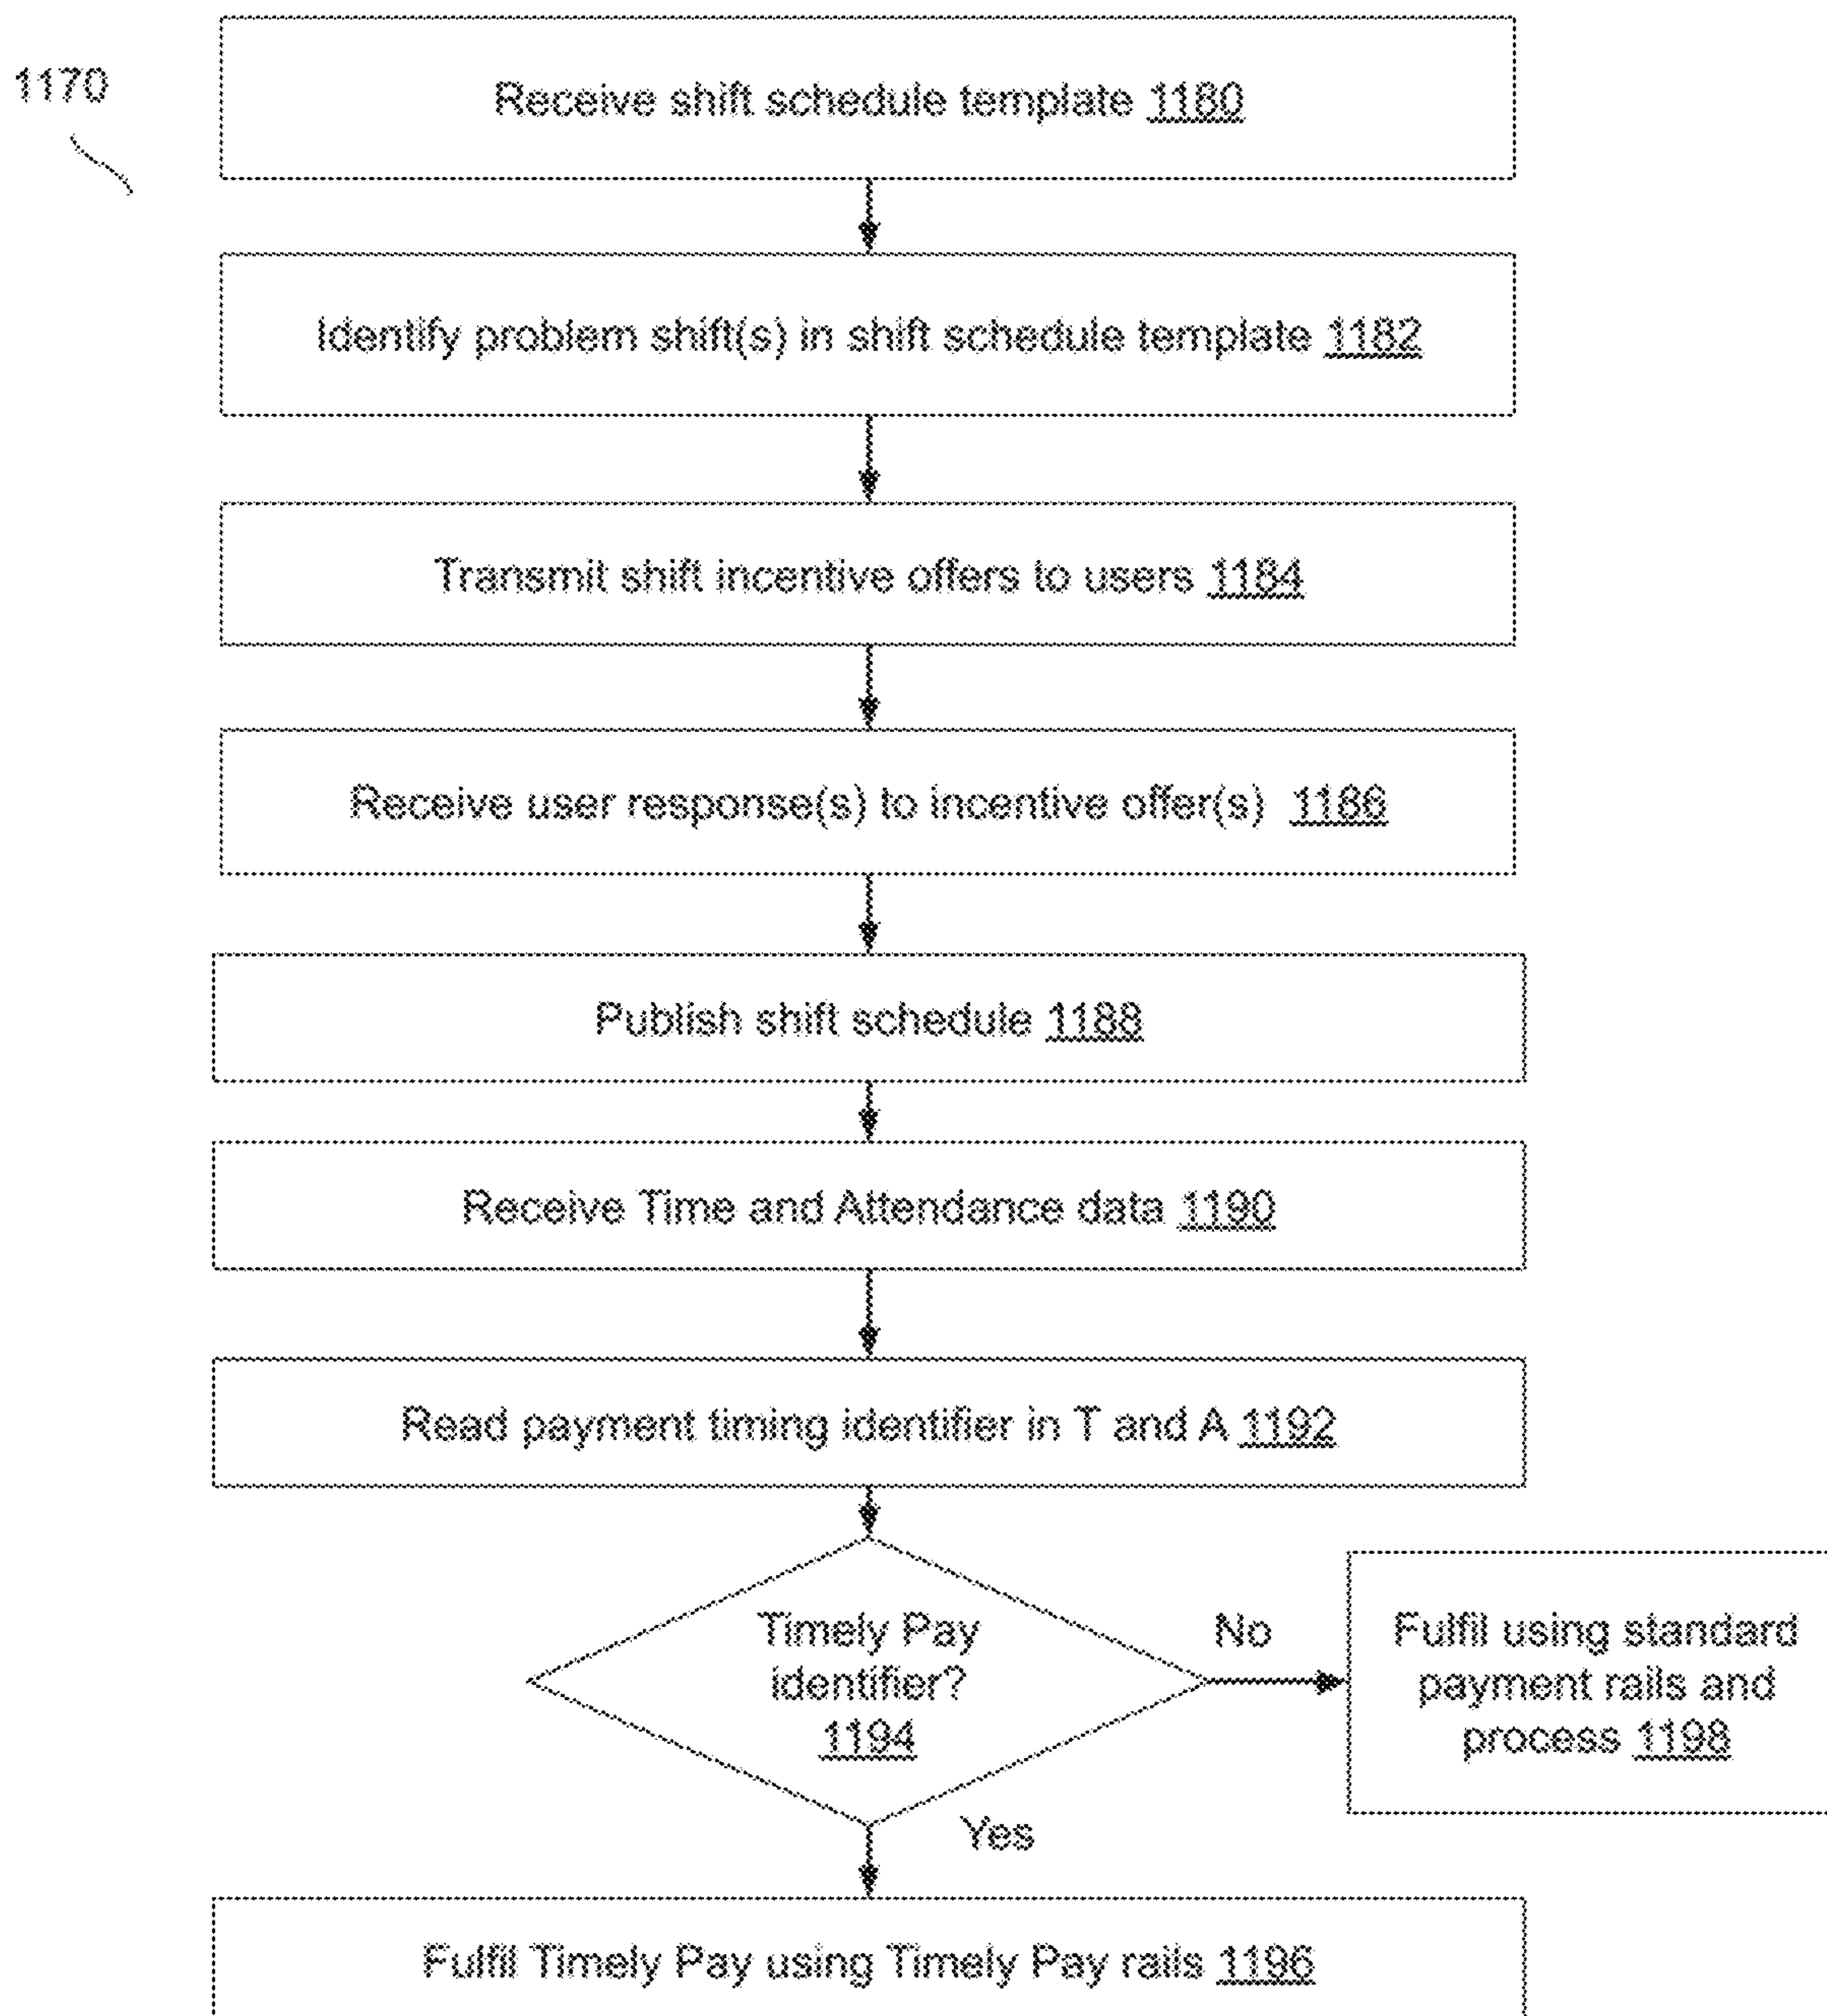 1170
Receive shift schedule template 1180
Identify problem shift(s) in shift schedule template 1182
Transmit shift incentive offers to users 1184
Receive user response(s) to incentive offer(s) 1186
Publish shift schedule 1188
Receive Time and Attendance data 1190
Read payment timing identifier in T and A 1192
Timely Pay
identifier?
1194
No
Fulfil using standard
payment rails and
process 1198
Yes
Fulfil Timely Pay using Timely Pay rails 1196